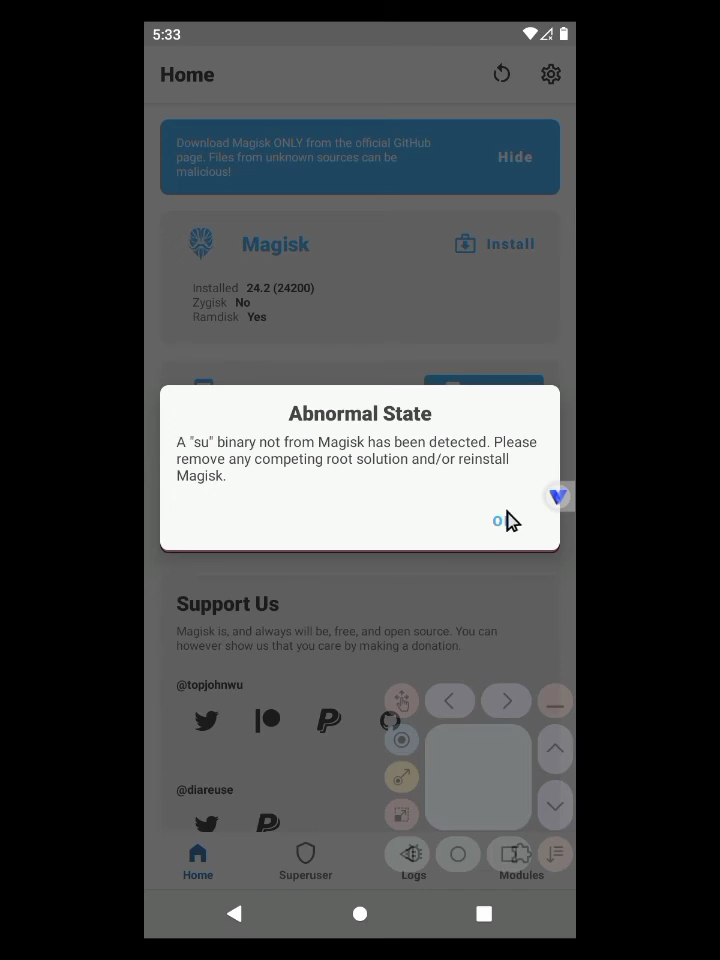 5:33
Home
Download Magisk ONLY from the official GitHub
page. Files from unknown sources can be
malicious!
Hide
Magisk
Install
Installed 24.2 (24200)
Zygisk No
Ramdisk Yes
Abnormal State
A "su" binary not from Magisk has been detected. Please
remove any competing root solution and/or reinstall
Magisk.
Support Us
Magisk is, and always will be, free, and open source. You can
however show us that you care by making a donation.
@topjohnwu
@diareuse
Home
Superuser
Logs
Modules